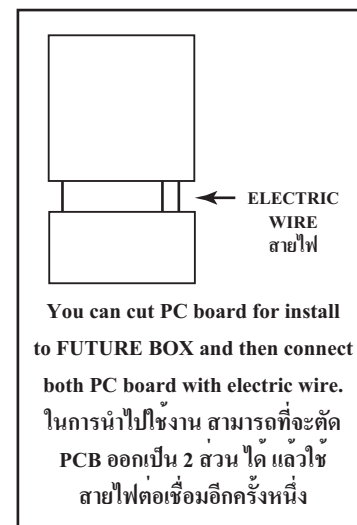 ELECTRIC
WIRE
สายไฟ
You can cut PC board for install
to FUTURE BOX and then connect
both PC board with electric wire.
ในการนำไปใช้งาน สามารถที่จะตัด
PCB ออกเป็น 2 ส่วน ได้ แล้วใช้
สายไฟต่อเชื่อมอีกครั้งหนึ่ง